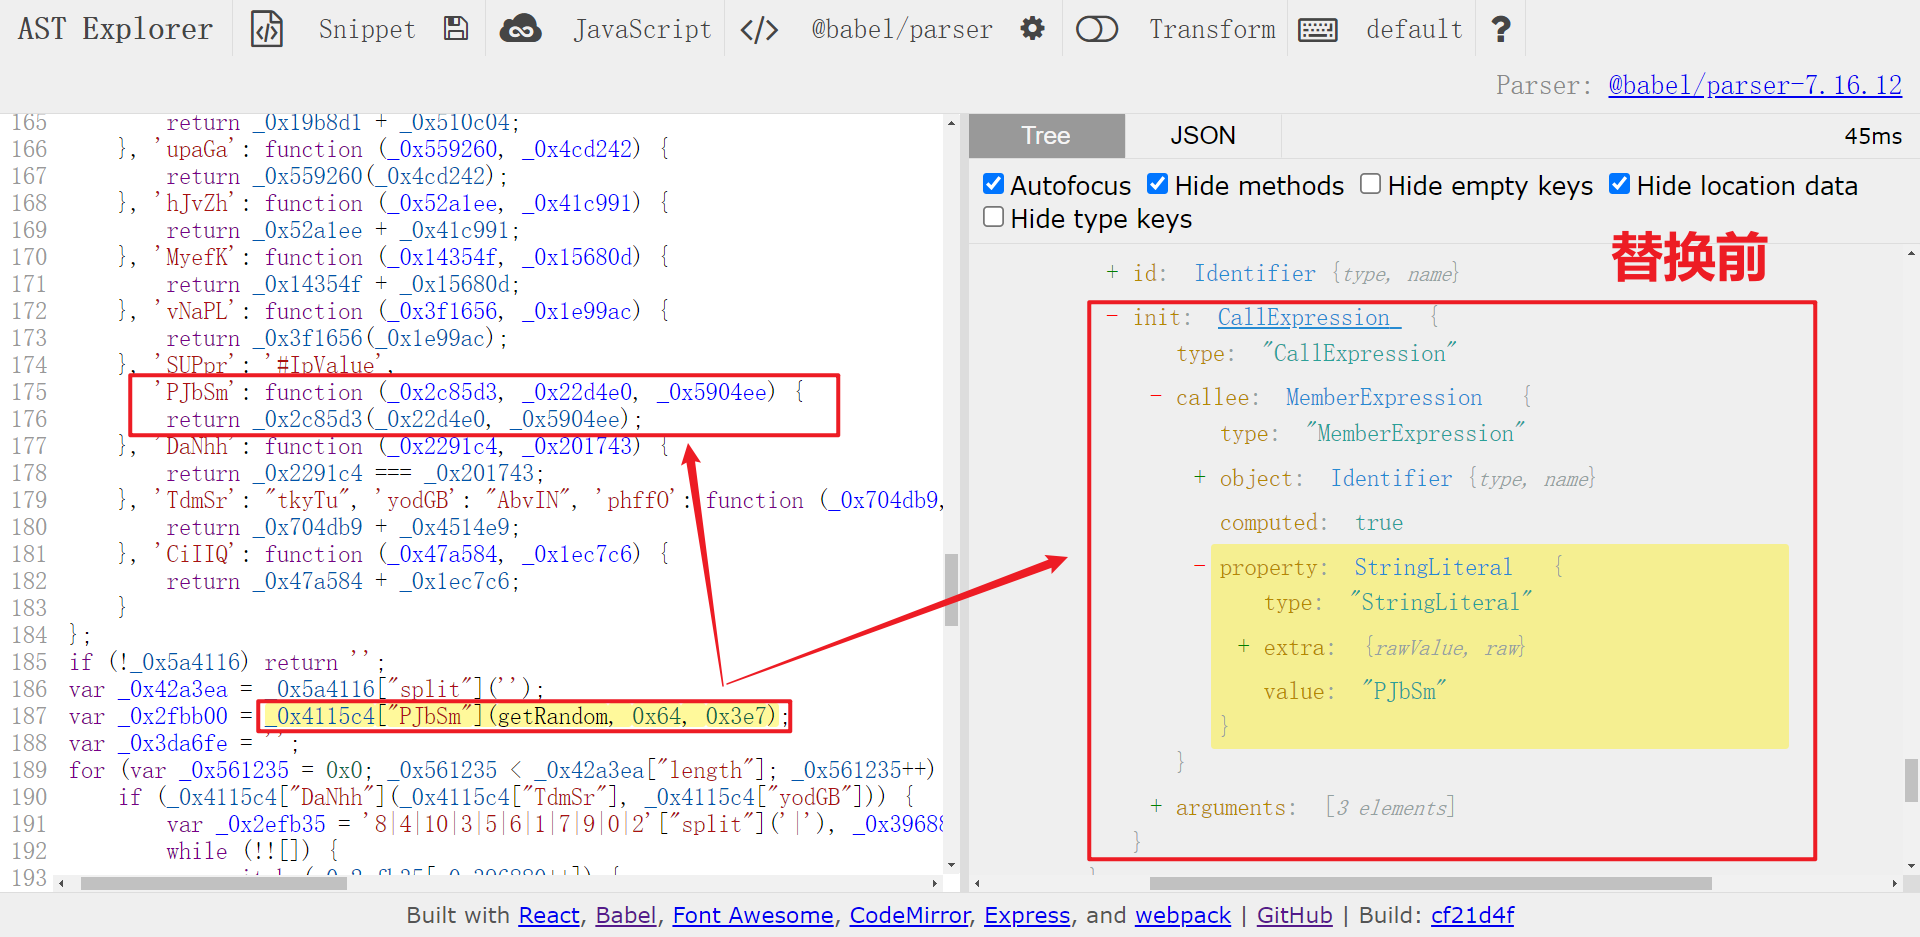 AST Explorer Snippet JavaScript </> @babel/parser Transform default ?
Parser: @babel/parser-7.16.12
165 return _0x19b8d1 + _0x510c04;
166 }, 'upaGa': function (_0x559260, _0x4cd242) {
167 return _0x559260(_0x4cd242);
168 }, 'hJvZh': function (_0x52a1ee, _0x41c991) {
169 return _0x52a1ee + _0x41c991;
170 }, 'MyefK': function (_0x14354f, _0x15680d) {
171 return _0x14354f + _0x15680d;
172 }, 'vNaPL': function (_0x3f1656, _0x1e99ac) {
173 return _0x3f1656(_0x1e99ac);
174 }, 'SUPpr': '#IpValue',
175 'PJbSm': function (_0x2c85d3, _0x22d4e0, _0x5904ee) {
176 return _0x2c85d3(_0x22d4e0, _0x5904ee);
177 }, 'DaNhh': function (_0x2291c4, _0x201743) {
178 return _0x2291c4 === _0x201743;
179 }, 'TdmSr': "tkyTu", 'yodGB': "AbvIN", 'phffO': function (_0x704db9,
180 return _0x704db9 + _0x4514e9;
181 }, 'CiIIQ': function (_0x47a584, _0x1ec7c6) {
182 return _0x47a584 + _0x1ec7c6;
183 }
184 };
185 if (!_0x5a4116) return '';
186 var _0x42a3ea = _0x5a4116["split"]('');
187 var _0x2fbb00 = _0x4115c4["PJbSm"](getRandom, 0x64, 0x3e7);
188 var _0x3da6fe = '';
189 for (var _0x561235 = 0x0; _0x561235 < _0x42a3ea["length"]; _0x561235++)
190 if (_0x4115c4["DaNhh"](_0x4115c4["TdmSr"], _0x4115c4["yodGB"])) {
191 var _0x2efb35 = '8|4|10|3|5|6|1|7|9|0|2'["split"]('|'), _0x3968
192 while (!![]) {
193
Tree JSON 45ms
Autofocus Hide methods Hide empty keys Hide location data
Hide type keys
替换前
+ id: Identifier {type, name}
- init: CallExpression {
type: "CallExpression"
- callee: MemberExpression {
type: "MemberExpression"
+ object: Identifier {type, name}
computed: true
- property: StringLiteral {
type: "StringLiteral"
+ extra: {rawValue, raw}
value: "PJbSm"
}
}
+ arguments: [3 elements]
}
Built with React, Babel, Font Awesome, CodeMirror, Express, and webpack | GitHub | Build: cf21d4f